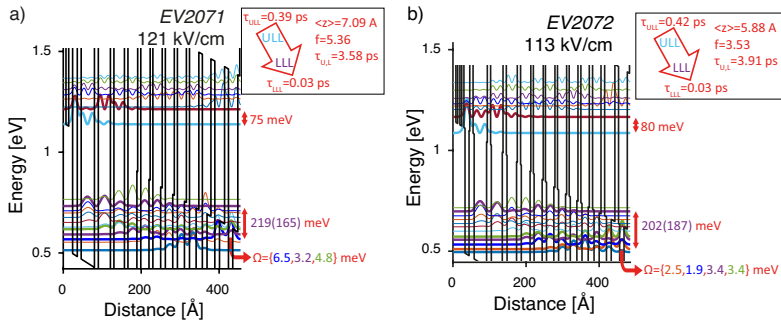 a)
EV2071
121 kV/cm
τULL=0.39 ps
<z>=7.09 A
f=5.36
τU,L=3.58 ps
ULL
LLL
τLLL=0.03 ps
1.5
1
0.5
Energy [eV]
75 meV
219(165) meV
Ω={6.5,3.2,4.8} meV
0
200
400
Distance [Å]
b)
EV2072
113 kV/cm
τULL=0.42 ps
<z>=5.88 A
f=3.53
τU,L=3.91 ps
ULL
LLL
τLLL=0.03 ps
1.5
1
0.5
Energy [eV]
80 meV
202(187) meV
Ω={2.5,1.9,3.4,3.4} meV
0
200
400
Distance [Å]